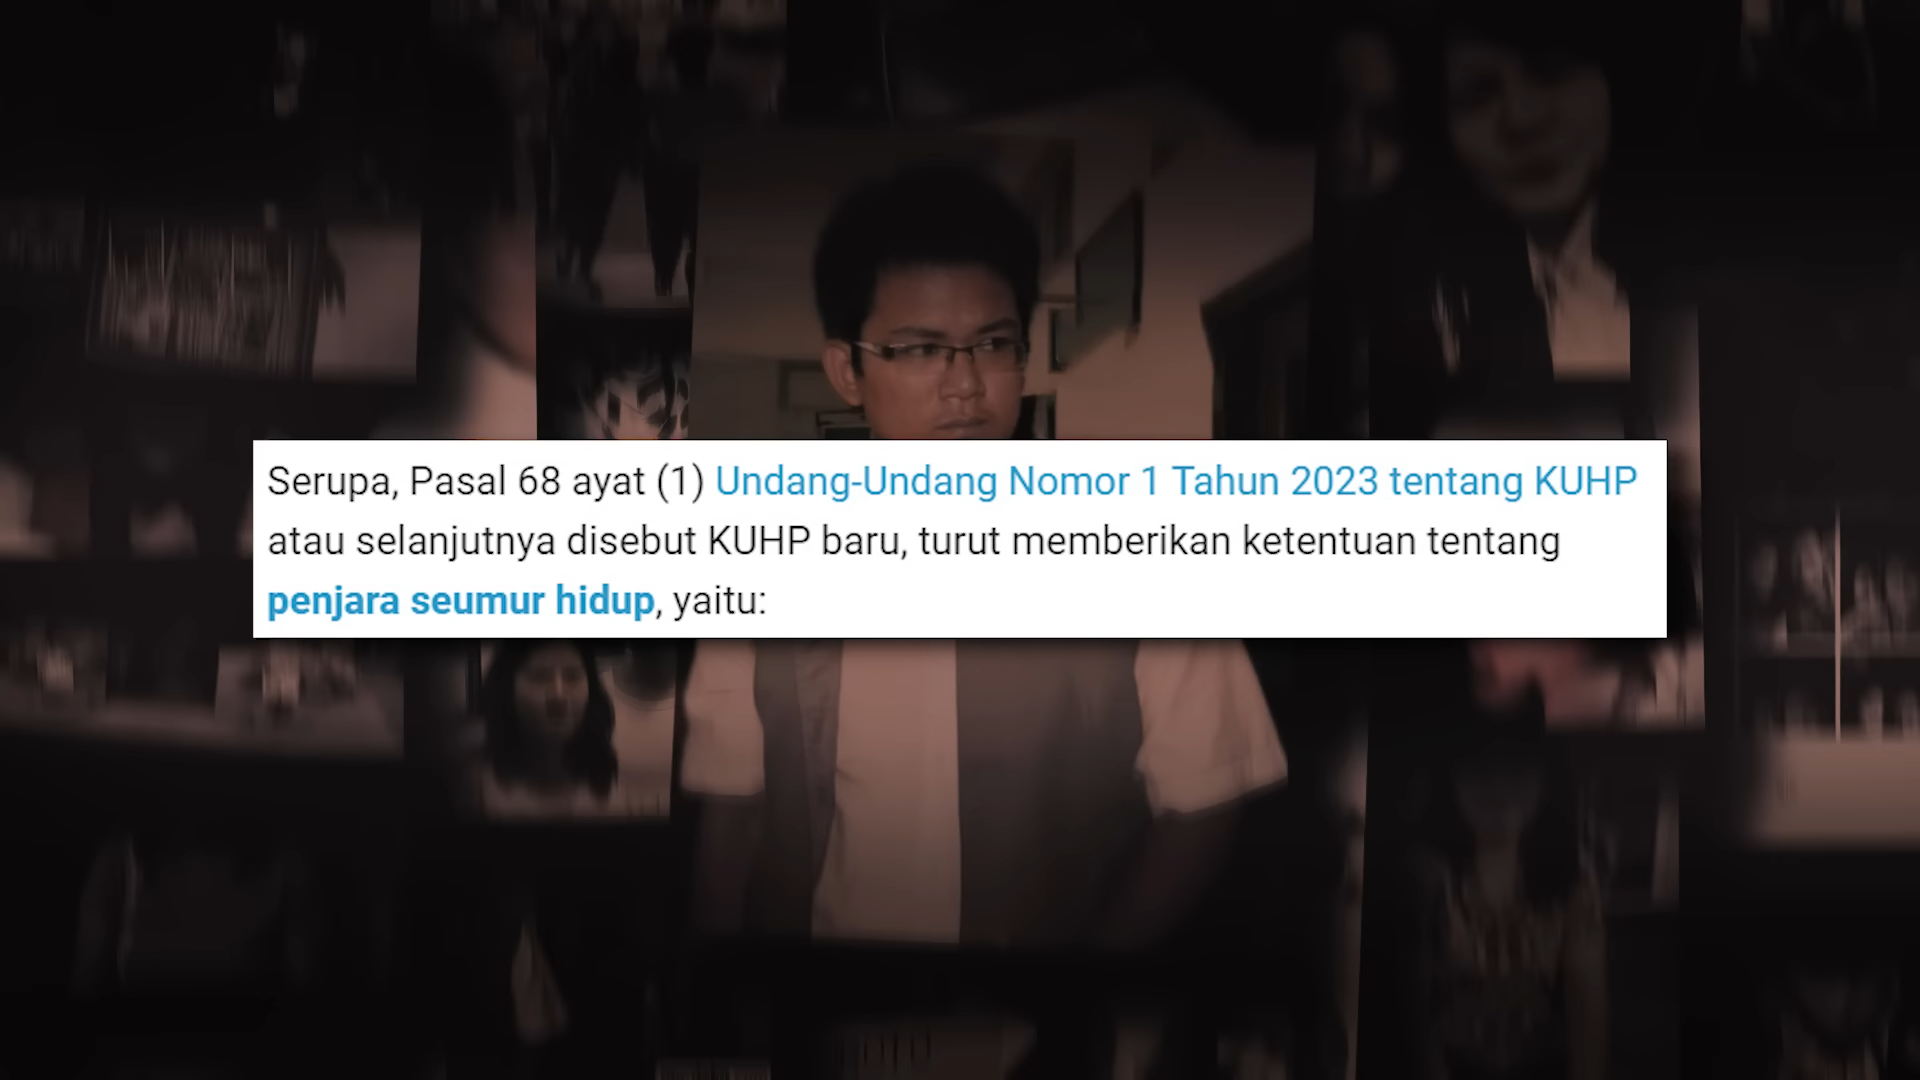 Serupa, Pasal 68 ayat (1) Undang-Undang Nomor 1 Tahun 2023 tentang KUHP
atau selanjutnya disebut KUHP baru, turut memberikan ketentuan tentang
penjara seumur hidup, yaitu: